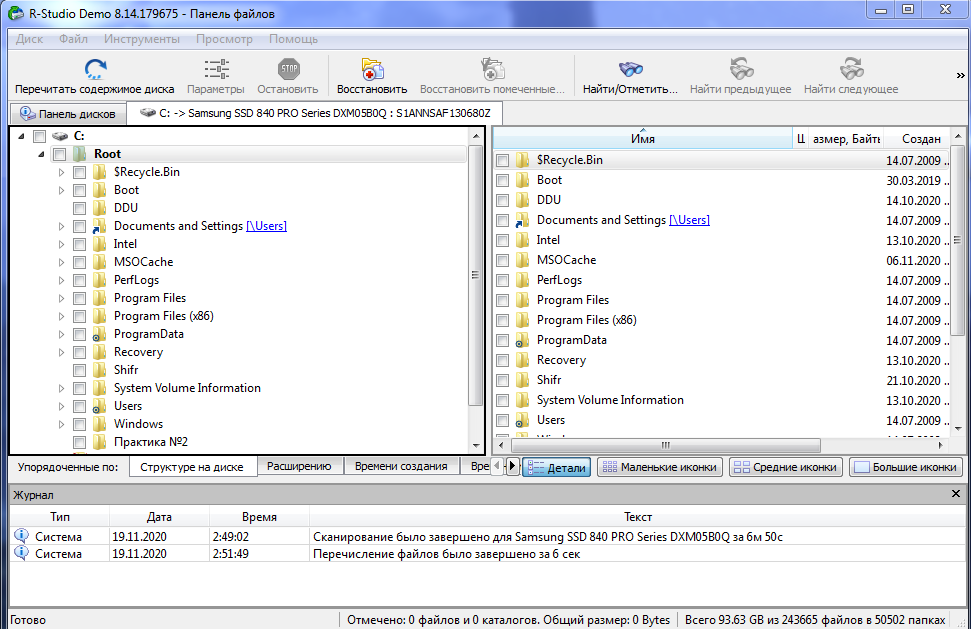 R-Studio Demo 8.14.179675 - Панель файлов
Диск Файл Инструменты Просмотр Помощь
STOP
Перечитать содержимое диска Параметры Остановить Восстановить Восстановить помеченные... Найти/Отметить... Найти предыдущее Найти следующее »
Панель дисков C: -> Samsung SSD 840 PRO Series DXM05B0Q : S1ANNSAF130680Z
C:
Root
$Recycle.Bin
Boot
DDU
Documents and Settings [\Users]
Intel
MSOCache
PerfLogs
Program Files
Program Files (x86)
ProgramData
Recovery
Shifr
System Volume Information
Users
Windows
Практика №2
Имя Ц азмер, Байты Создан
$Recycle.Bin 14.07.2009 ..
Boot 30.03.2019 ..
DDU 14.10.2020 ..
Documents and Settings [\Users] 14.07.2009 ..
Intel 13.10.2020 ..
MSOCache 06.11.2020 ..
PerfLogs 14.07.2009 ..
Program Files 14.07.2009 ..
Program Files (x86) 14.07.2009 ..
ProgramData 14.07.2009 ..
Recovery 13.10.2020 ..
Shifr 21.10.2020 ..
System Volume Information 13.10.2020 ..
Users 14.07.2009 ..
Упорядоченные по: Структуре на диске Расширению Времени создания Вре Детали Маленькие иконки Средние иконки Большие иконки
Журнал
Тип Дата Время Текст
Система 19.11.2020 2:49:02 Сканирование было завершено для Samsung SSD 840 PRO Series DXM05B0Q за 6м 50с
Система 19.11.2020 2:51:49 Перечисление файлов было завершено за 6 сек
Готово Отмечено: 0 файлов и 0 каталогов. Общий размер: 0 Bytes Всего 93.63 GB из 243665 файлов в 50502 папках